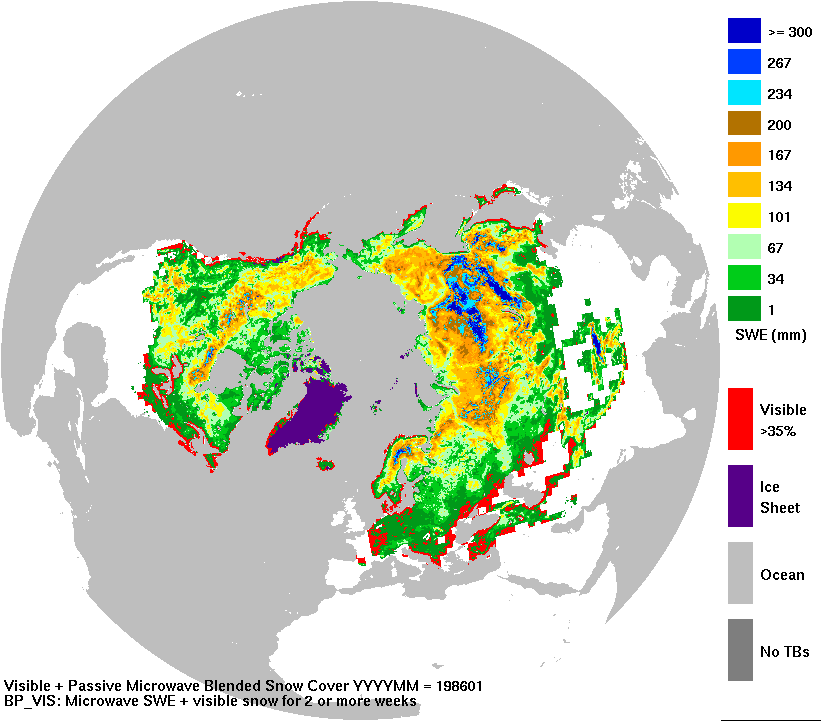 >= 300
267
234
200
167
134
101
67
34
1
SWE (mm)
Visible
>35%
Ice
Sheet
Ocean
No TBs
Visible + Passive Microwave Blended Snow Cover YYYYMM = 198601
BP_VIS: Microwave SWE + visible snow for 2 or more weeks